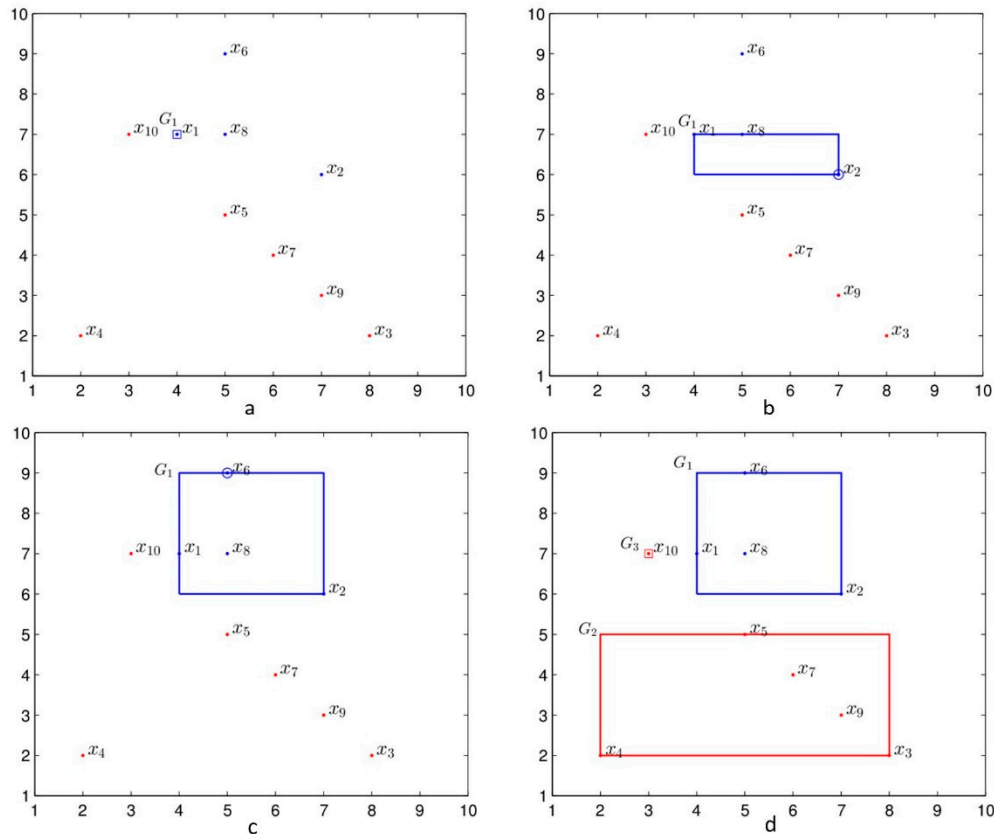 10
9
8
7
6
5
4
3
2
1
1 2 3 4 5 6 7 8 9 10
x₆
G₁
x₁₀ x₁ x₈
x₂
x₅
x₇
x₉
x₄ x₃
a
10
9
8
7
6
5
4
3
2
1
1 2 3 4 5 6 7 8 9 10
x₆
x₁₀ G₁ x₁ x₈
x₂
x₅
x₇
x₉
x₄ x₃
b
10
9
8
7
6
5
4
3
2
1
1 2 3 4 5 6 7 8 9 10
G₁ x₆
x₁₀ x₁ x₈
x₂
x₅
x₇
x₉
x₄ x₃
c
10
9
8
7
6
5
4
3
2
1
1 2 3 4 5 6 7 8 9 10
G₁ x₆
G₃ x₁₀ x₁ x₈
x₂
G₂ x₅
x₇
x₉
x₄ x₃
d